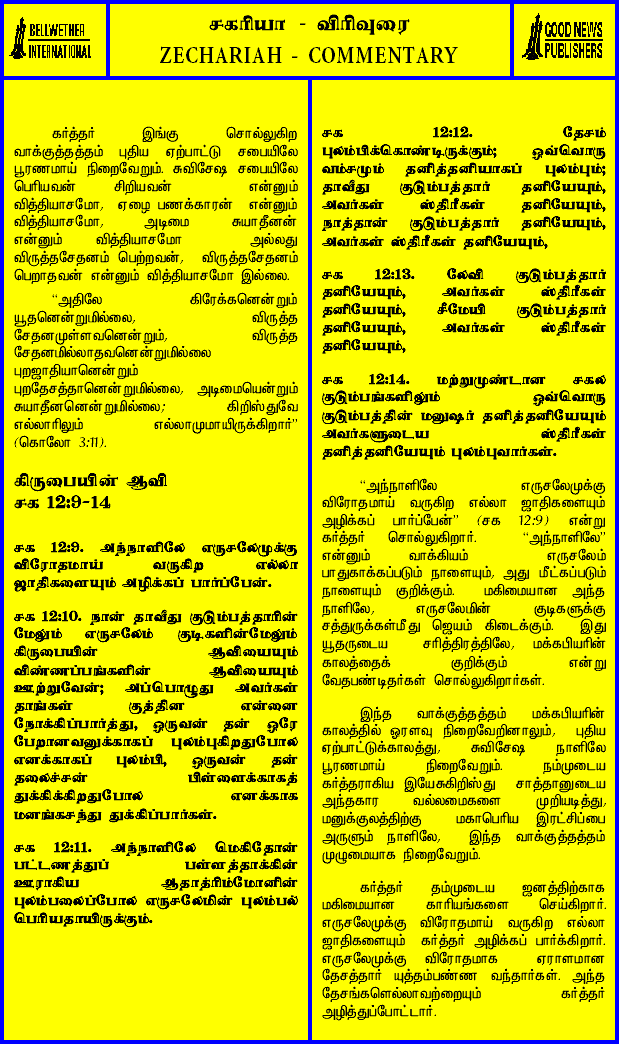 BELLWETHER
INTERNATIONAL
சகரியா - விரிவுரை
ZECHARIAH - COMMENTARY
GOOD NEWS
PUBLISHERS
கர்த்தர் இங்கு சொல்லுகிற
வாக்குத்தத்தம் புதிய ஏற்பாட்டு சபையிலே
பூரணமாய் நிறைவேறும். சுவிசேஷ சபையிலே
பெரியவன் சிறியவன் என்னும்
வித்தியாசமோ, ஏழை பணக்காரன் என்னும்
வித்தியாசமோ, அடிமை சுயாதீனன்
என்னும் வித்தியாசமோ அல்லது
விருத்தசேதனம் பெற்றவன், விருத்தசேதனம்
பெறாதவன் என்னும் வித்தியாசமோ இல்லை.
“அதிலே கிரேக்கனென்றும்
யூதனென்றுமில்லை, விருத்த
சேதனமுள்ளவனென்றும், விருத்த
சேதனமில்லாதவனென்றுமில்லை
புறஜாதியானென்றும்
புறதேசத்தானென்றுமில்லை, அடிமையென்றும்
சுயாதீனனென்றுமில்லை; கிறிஸ்துவே
எல்லாரிலும் எல்லாமுமாயிருக்கிறார்”
(கொலோ 3:11).
கிருபையின் ஆவி
சக 12:9-14
சக 12:9. அந்நாளிலே எருசலேமுக்கு
விரோதமாய் வருகிற எல்லா
ஜாதிகளையும் அழிக்கப் பார்ப்பேன்.
சக 12:10. நான் தாவீது குடும்பத்தாரின்
மேலும் எருசலேம் குடிகளின்மேலும்
கிருபையின் ஆவியையும்
விண்ணப்பங்களின் ஆவியையும்
ஊற்றுவேன்; அப்பொழுது அவர்கள்
தாங்கள் குத்தின என்னை
நோக்கிப்பார்த்து, ஒருவன் தன் ஒரே
பேறானவனுக்காகப் புலம்புகிறதுபோல
எனக்காகப் புலம்பி, ஒருவன் தன்
தலைச்சன் பிள்ளைக்காகத்
துக்கிக்கிறதுபோல எனக்காக
மனங்கசந்து துக்கிப்பார்கள்.
சக 12:11. அந்நாளிலே மெகிதோன்
பட்டணத்துப் பள்ளத்தாக்கின்
ஊராகிய ஆதாத்ரிம்மோனின்
புலம்பலைப்போல எருசலேமின் புலம்பல்
பெரியதாயிருக்கும்.
சக 12:12. தேசம்
புலம்பிக்கொண்டிருக்கும்; ஒவ்வொரு
வம்சமும் தனித்தனியாகப் புலம்பும்;
தாவீது குடும்பத்தார் தனியேயும்,
அவர்கள் ஸ்திரீகள் தனியேயும்,
நாத்தான் குடும்பத்தார் தனியேயும்,
அவர்கள் ஸ்திரீகள் தனியேயும்,
சக 12:13. லேவி குடும்பத்தார்
தனியேயும், அவர்கள் ஸ்திரீகள்
தனியேயும், சீமேயி குடும்பத்தார்
தனியேயும், அவர்கள் ஸ்திரீகள்
தனியேயும்,
சக 12:14. மற்றுமுண்டான சகல
குடும்பங்களிலும் ஒவ்வொரு
குடும்பத்தின் மனுஷர் தனித்தனியேயும்
அவர்களுடைய ஸ்திரீகள்
தனித்தனியேயும் புலம்புவார்கள்.
“அந்நாளிலே எருசலேமுக்கு
விரோதமாய் வருகிற எல்லா ஜாதிகளையும்
அழிக்கப் பார்ப்பேன்” (சக 12:9) என்று
கர்த்தர் சொல்லுகிறார். “அந்நாளிலே”
என்னும் வாக்கியம் எருசலேம்
பாதுகாக்கப்படும் நாளையும், அது மீட்கப்படும்
நாளையும் குறிக்கும். மகிமையான அந்த
நாளிலே, எருசலேமின் குடிகளுக்கு
சத்துருக்கள்மீது ஜெயம் கிடைக்கும். இது
யூதருடைய சரித்திரத்திலே, மக்கபியரின்
காலத்தைக் குறிக்கும் என்று
வேதபண்டிதர்கள் சொல்லுகிறார்கள்.
இந்த வாக்குத்தத்தம் மக்கபியரின்
காலத்தில் ஓரளவு நிறைவேறினாலும், புதிய
ஏற்பாட்டுக்காலத்து, சுவிசேஷ நாளிலே
பூரணமாய் நிறைவேறும். நம்முடைய
கர்த்தராகிய இயேசுகிறிஸ்து சாத்தானுடைய
அந்தகார வல்லமைகளை முறியடித்து,
மனுக்குலத்திற்கு மகாபெரிய இரட்சிப்பை
அருளும் நாளிலே, இந்த வாக்குத்தத்தம்
முழுமையாக நிறைவேறும்.
கர்த்தர் தம்முடைய ஜனத்திற்காக
மகிமையான காரியங்களை செய்கிறார்.
எருசலேமுக்கு விரோதமாய் வருகிற எல்லா
ஜாதிகளையும் கர்த்தர் அழிக்கப் பார்க்கிறார்.
எருசலேமுக்கு விரோதமாக ஏராளமான
தேசத்தார் யுத்தம்பண்ண வந்தார்கள். அந்த
தேசங்களெல்லாவற்றையும் கர்த்தர்
அழித்துப்போட்டார்.